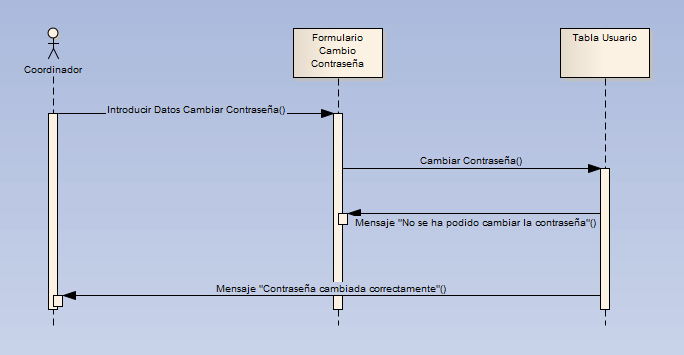 Formulario
Cambio
Contraseña
Tabla Usuario
Coordinador
Introducir Datos Cambiar Contraseña()
Cambiar Contraseña()
Mensaje "No se ha podido cambiar la contraseña"()
Mensaje "Contraseña cambiada correctamente"()